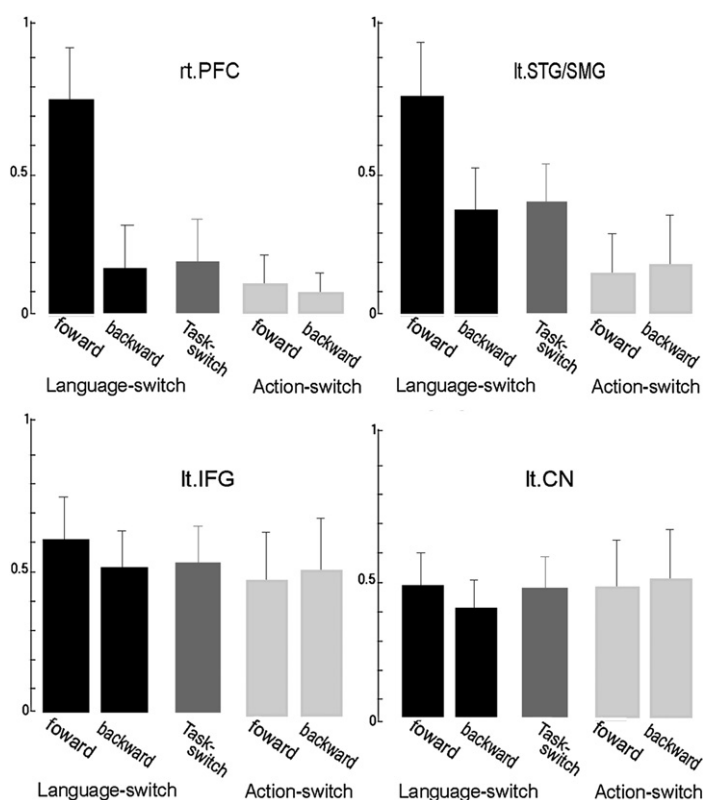 1
rt.PFC
0.5
0
foward
backward
Task-
switch
foward
backward
Language-switch
Action-switch
1
lt.STG/SMG
0.5
0
foward
backward
Task-
switch
foward
backward
Language-switch
Action-switch
1
lt.IFG
0.5
0
foward
backward
Task-
switch
foward
backward
Language-switch
Action-switch
1
lt.CN
0.5
0
foward
backward
Task-
switch
foward
backward
Language-switch
Action-switch